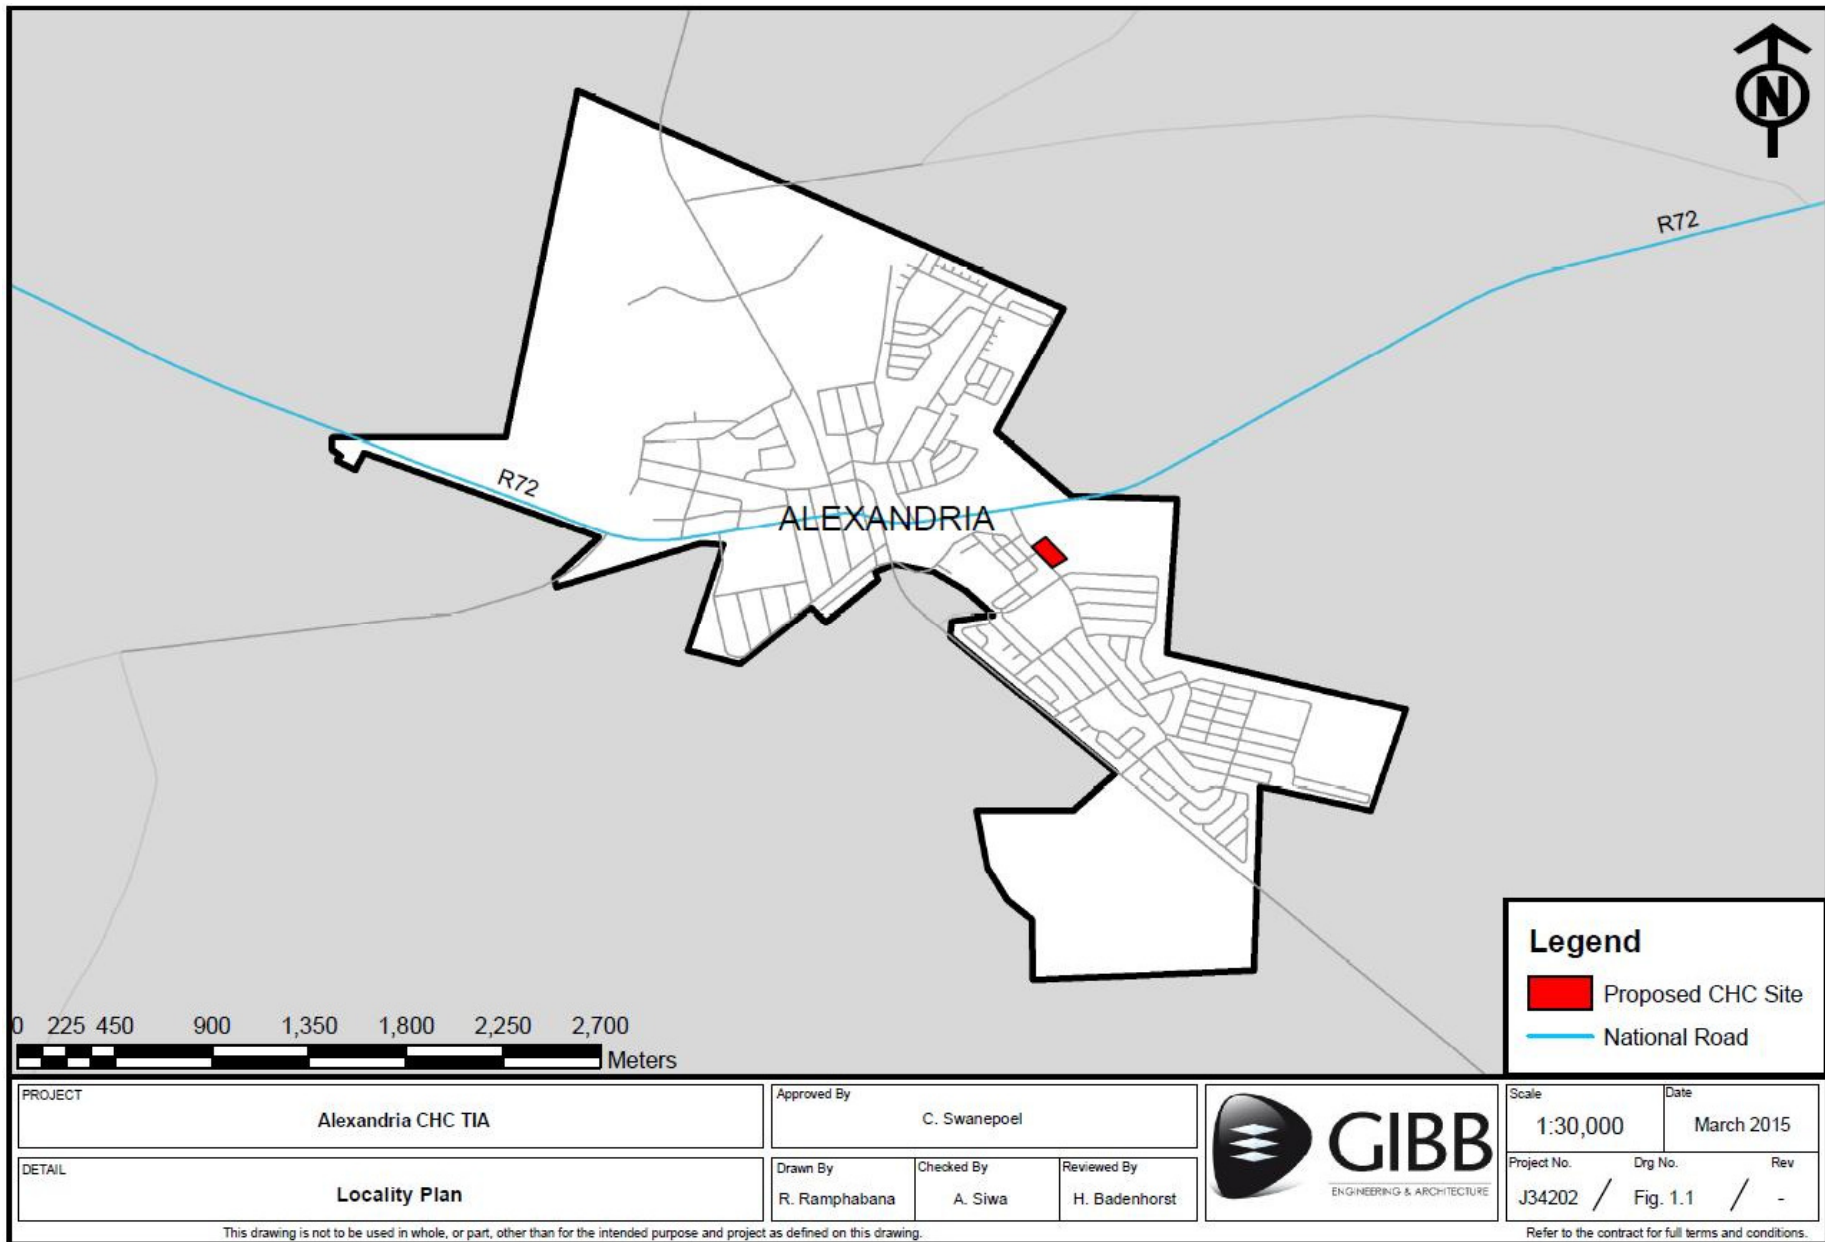 N
R72
R72
ALEXANDRIA
Legend
Proposed CHC Site
National Road
0 225 450 900 1,350 1,800 2,250 2,700
Meters
PROJECT
Alexandria CHC TIA
DETAIL
Locality Plan
Approved By
C. Swanepoel
Drawn By
R. Ramphabana
Checked By
A. Siwa
Reviewed By
H. Badenhorst
GIBB
ENGINEERING & ARCHITECTURE
Scale
1:30,000
Date
March 2015
Project No. Drg No. Rev
J34202 / Fig. 1.1 / -
This drawing is not to be used in whole, or part, other than for the intended purpose and project as defined on this drawing.
Refer to the contract for full terms and conditions.